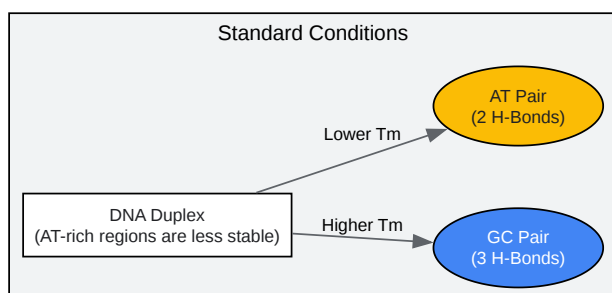 Standard Conditions
AT Pair
(2 H-Bonds)
Lower Tm
DNA Duplex
(AT-rich regions are less stable)
Higher Tm
GC Pair
(3 H-Bonds)